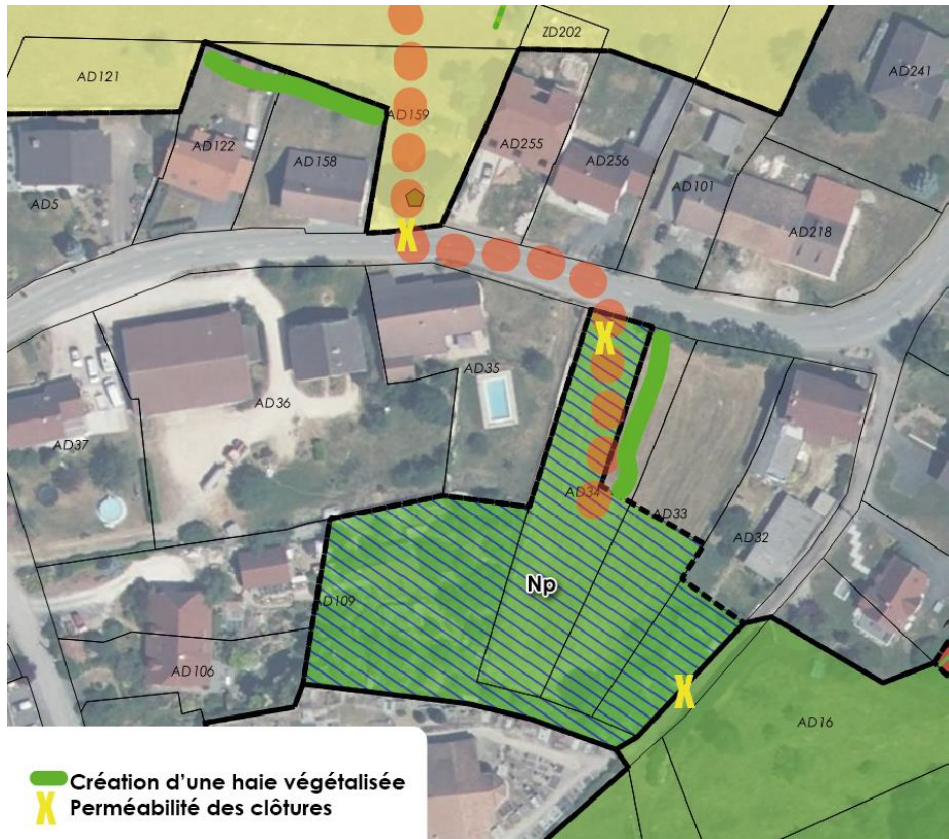 ZD202
AD121
AD241
AD159
AD122
AD255
AD158
AD256
AD101
AD5
AD218
AD35
AD36
AD37
AD34
AD33
AD32
Np
D109
AD106
AD16
Création d'une haie végétalisée
X Perméabilité des clôtures